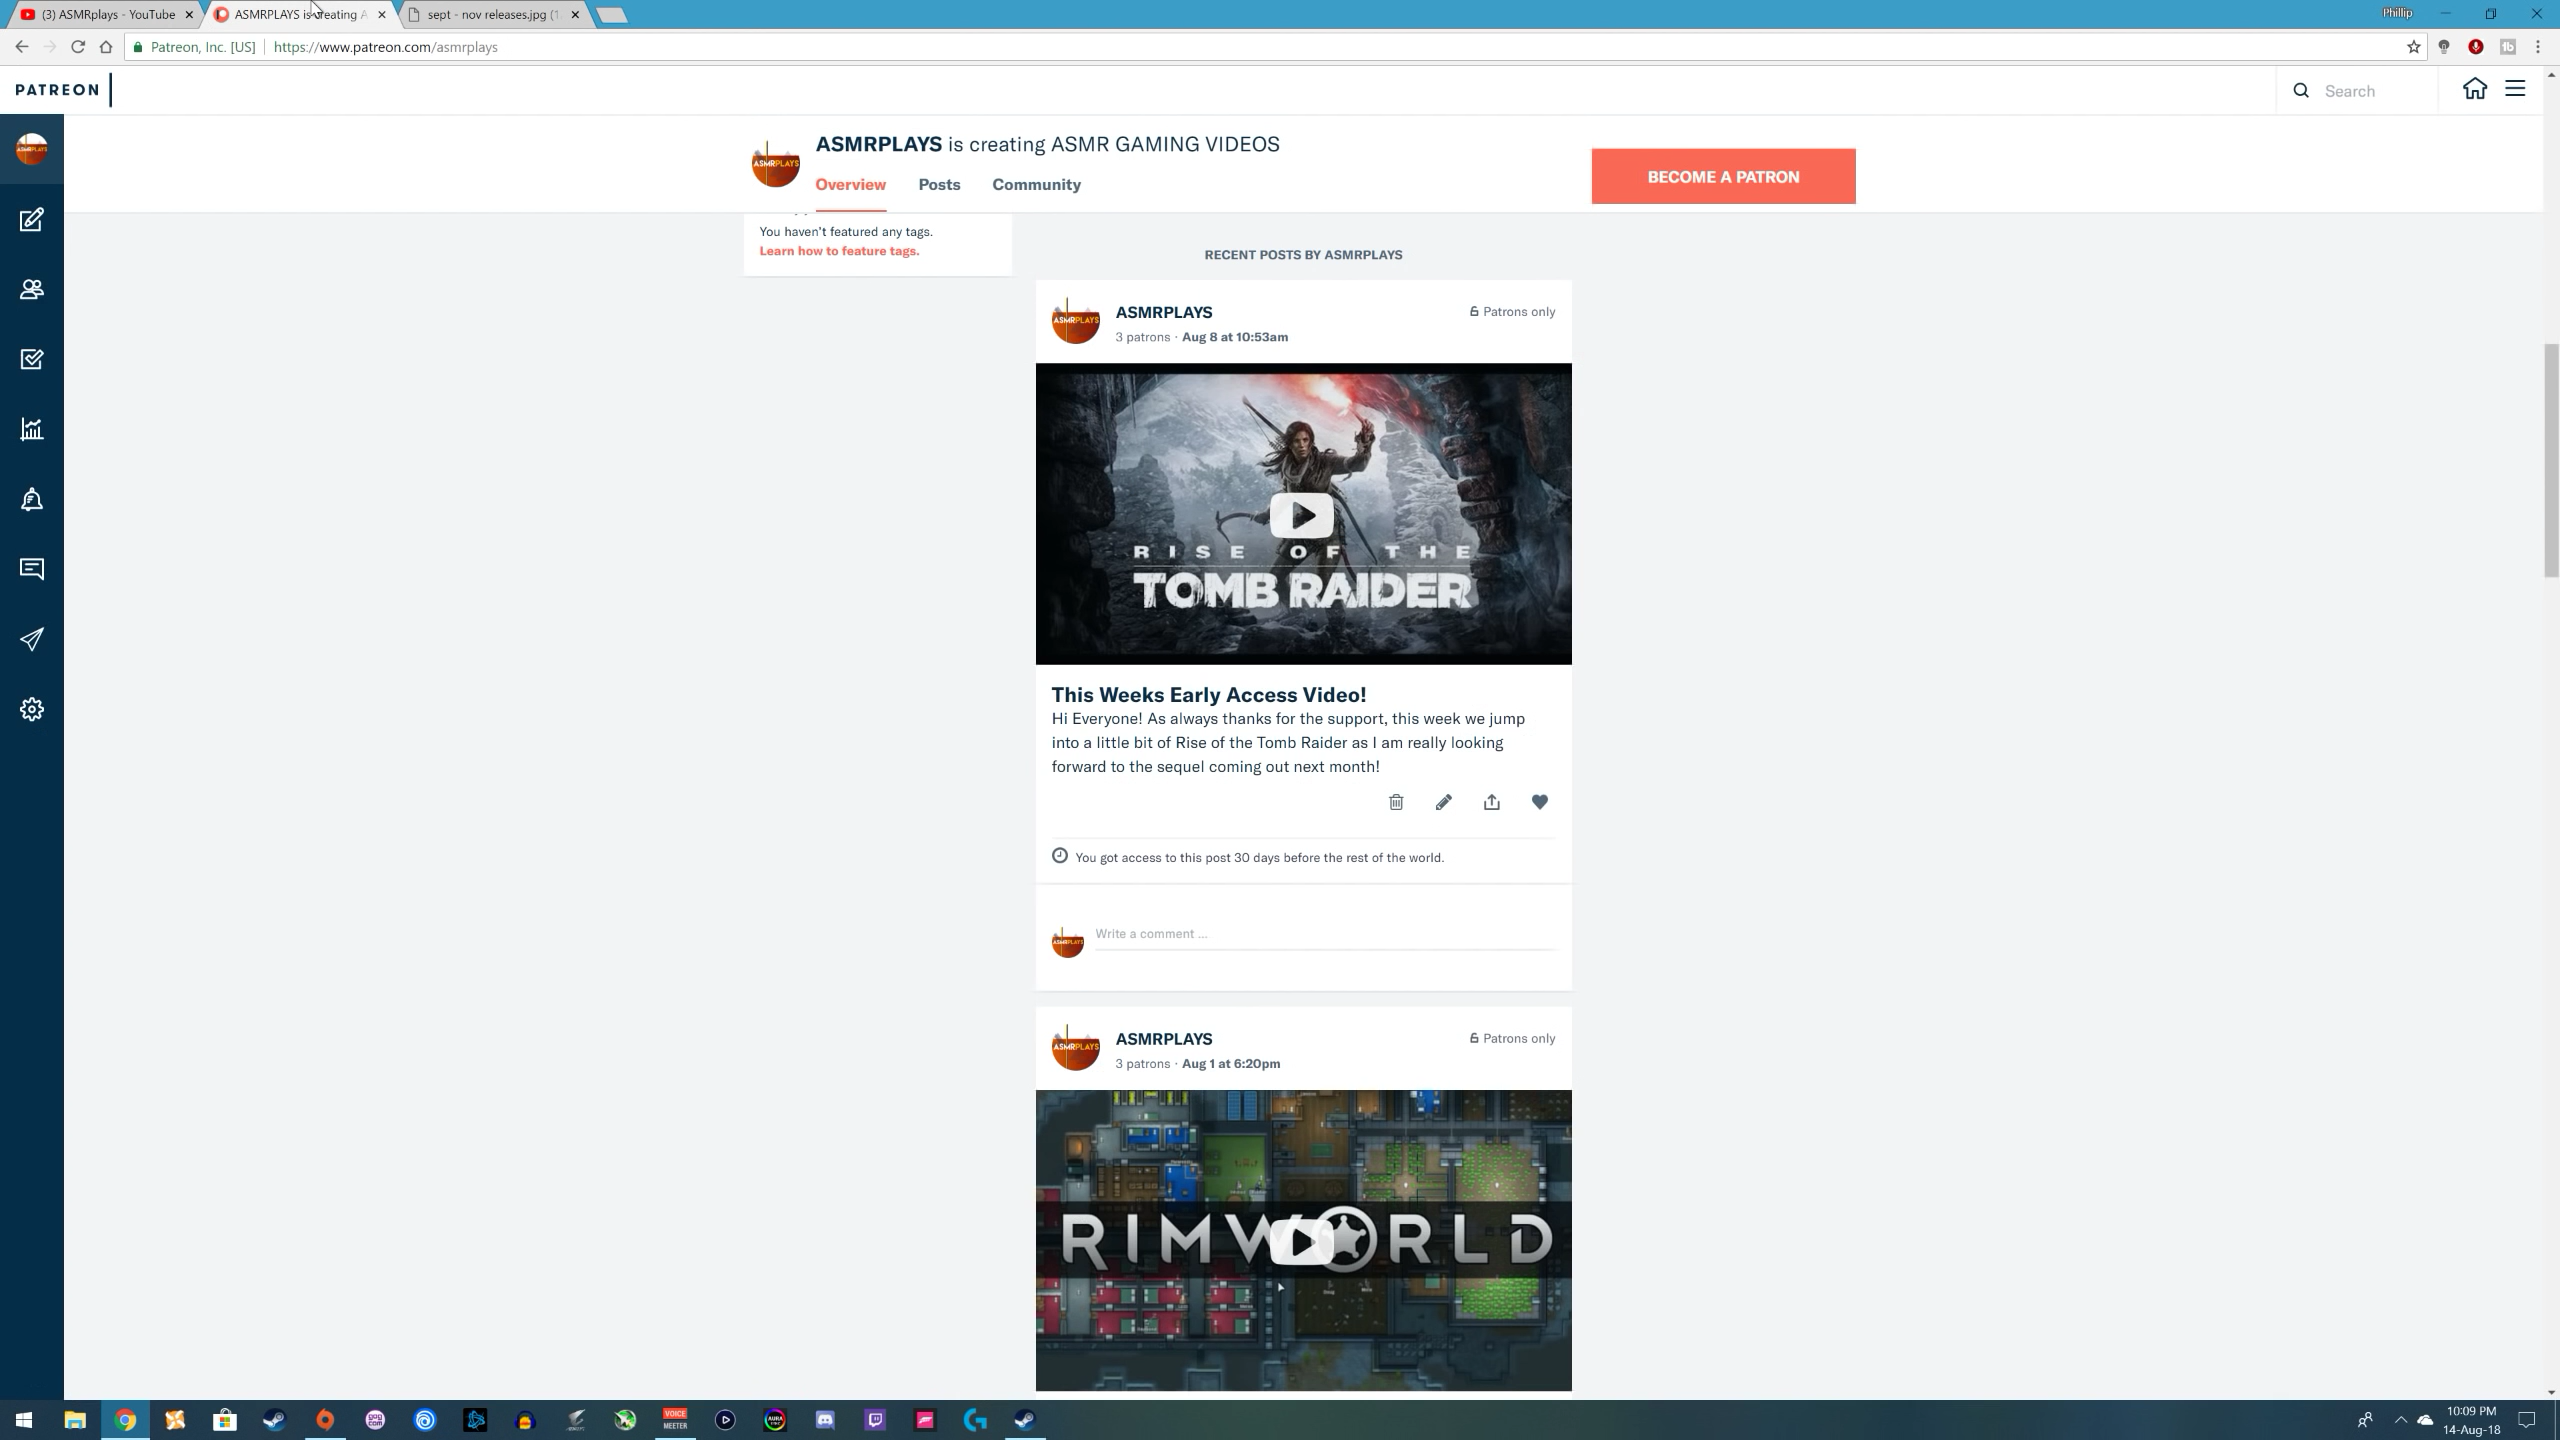 (3) ASMRplays - YouTube
ASMRPLAYS is creating A
sept - nov releases.jpg (1
Phillip
Patreon, Inc. [US]
https://www.patreon.com/asmrplays
PATREON
Search
ASMRPLAYS is creating ASMR GAMING VIDEOS
Overview
Posts
Community
BECOME A PATRON
You haven't featured any tags.
Learn how to feature tags.
RECENT POSTS BY ASMRPLAYS
ASMRPLAYS
Patrons only
3 patrons · Aug 8 at 10:53am
RISE OF THE
TOMB RAIDER
This Weeks Early Access Video!
Hi Everyone! As always thanks for the support, this week we jump
into a little bit of Rise of the Tomb Raider as I am really looking
forward to the sequel coming out next month!
You got access to this post 30 days before the rest of the world.
Write a comment ...
ASMRPLAYS
Patrons only
3 patrons · Aug 1 at 6:20pm
RIMWORLD
VOICE
MEETER
AURA
10:09 PM
14-Aug-18